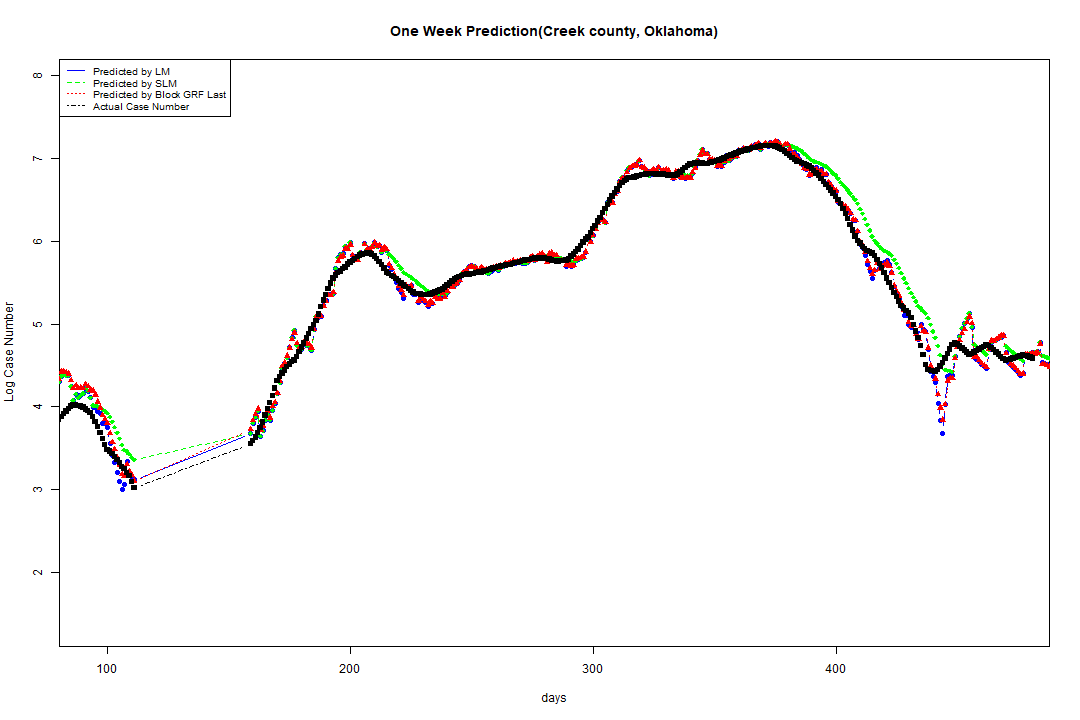 One Week Prediction(Creek county, Oklahoma)
Predicted by LM
Predicted by SLM
Predicted by Block GRF Last
Actual Case Number
8
7
6
5
4
3
2
Log Case Number
100 200 300 400
days